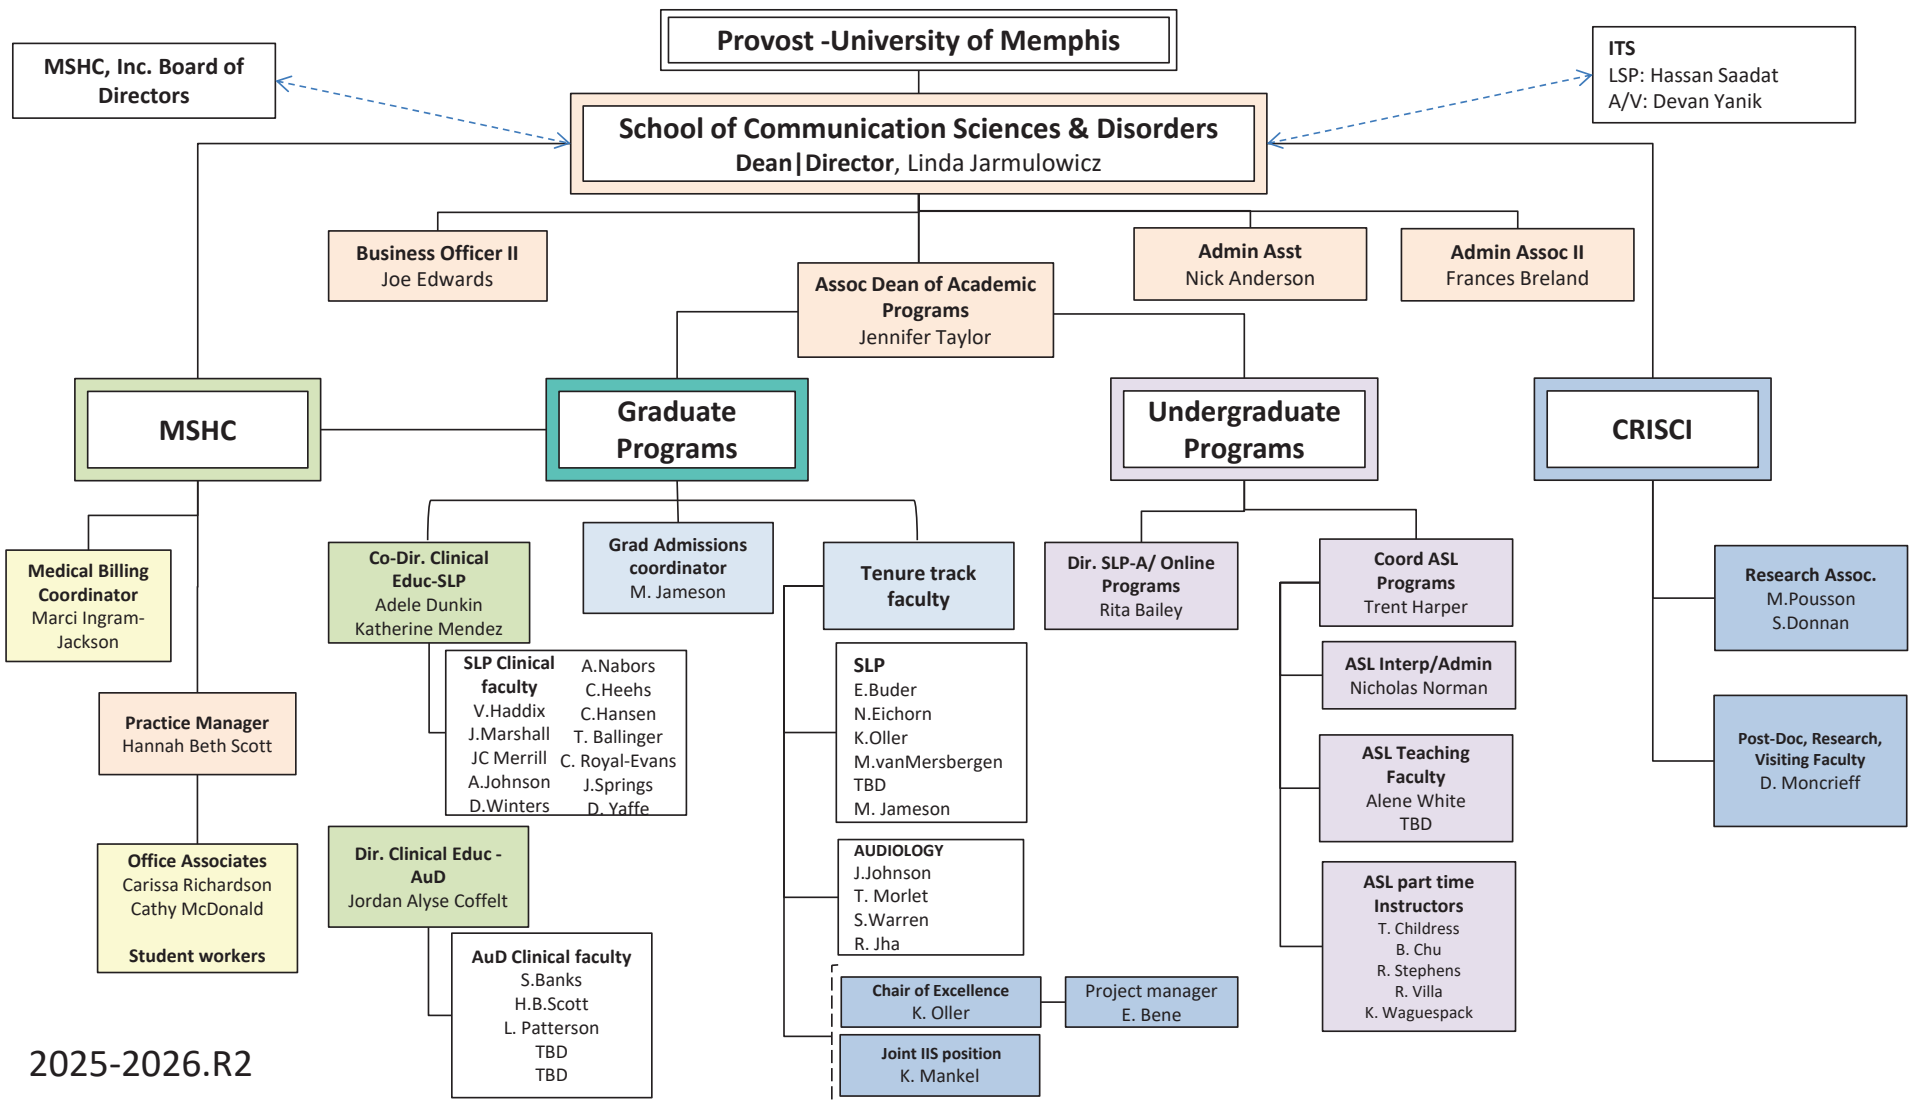 Provost -University of Memphis
MSHC, Inc. Board of
Directors
ITS
LSP: Hassan Saadat
A/V: Devan Yanik
School of Communication Sciences & Disorders
Dean|Director, Linda Jarmulowicz
Business Officer II
Joe Edwards
Assoc Dean of Academic
Programs
Jennifer Taylor
Admin Asst
Nick Anderson
Admin Assoc II
Frances Breland
MSHC
Graduate
Programs
Undergraduate
Programs
CRISCI
Medical Billing
Coordinator
Marci Ingram-
Jackson
Practice Manager
Hannah Beth Scott
Office Associates
Carissa Richardson
Cathy McDonald
Student workers
Co-Dir. Clinical
Educ-SLP
Adele Dunkin
Katherine Mendez
SLP Clinical
faculty
V.Haddix
J.Marshall
JC Merrill
A.Johnson
D.Winters
A.Nabors
C.Heehs
C.Hansen
T. Ballinger
C. Royal-Evans
J.Springs
D. Yaffe
Dir. Clinical Educ -
AuD
Jordan Alyse Coffelt
AuD Clinical faculty
S.Banks
H.B.Scott
L. Patterson
TBD
TBD
Grad Admissions
coordinator
M. Jameson
Tenure track
faculty
SLP
E.Buder
N.Eichorn
K.Oller
M.vanMersbergen
TBD
M. Jameson
AUDIOLOGY
J.Johnson
T. Morlet
S.Warren
R. Jha
Chair of Excellence
K. Oller
Project manager
E. Bene
Joint IIS position
K. Mankel
Dir. SLP-A/ Online
Programs
Rita Bailey
Coord ASL
Programs
Trent Harper
ASL Interp/Admin
Nicholas Norman
ASL Teaching
Faculty
Alene White
TBD
ASL part time
Instructors
T. Childress
B. Chu
R. Stephens
R. Villa
K. Waguespack
Research Assoc.
M.Pousson
S.Donnan
Post-Doc, Research,
Visiting Faculty
D. Moncrieff
2025-2026.R2